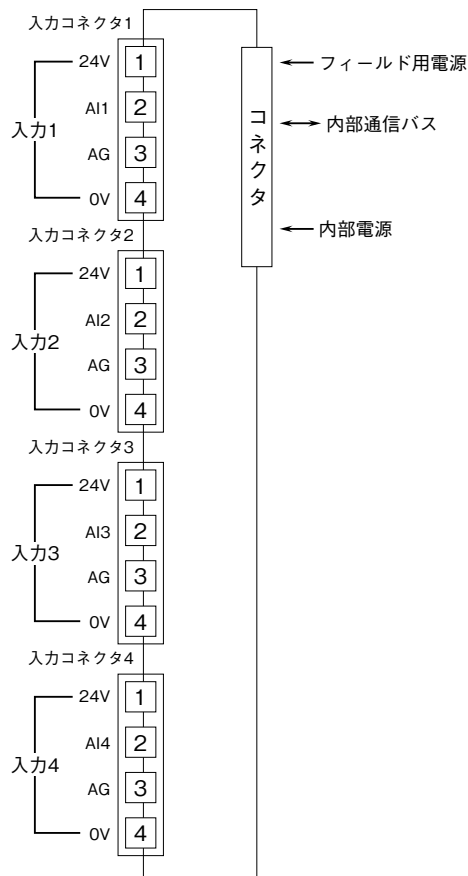 入力コネクタ1
24V 1
AI1 2
入力1
AG 3
0V 4
入力コネクタ2
24V 1
AI2 2
入力2
AG 3
0V 4
入力コネクタ3
24V 1
AI3 2
入力3
AG 3
0V 4
入力コネクタ4
24V 1
AI4 2
入力4
AG 3
0V 4
コネクタ
フィールド用電源
内部通信バス
内部電源